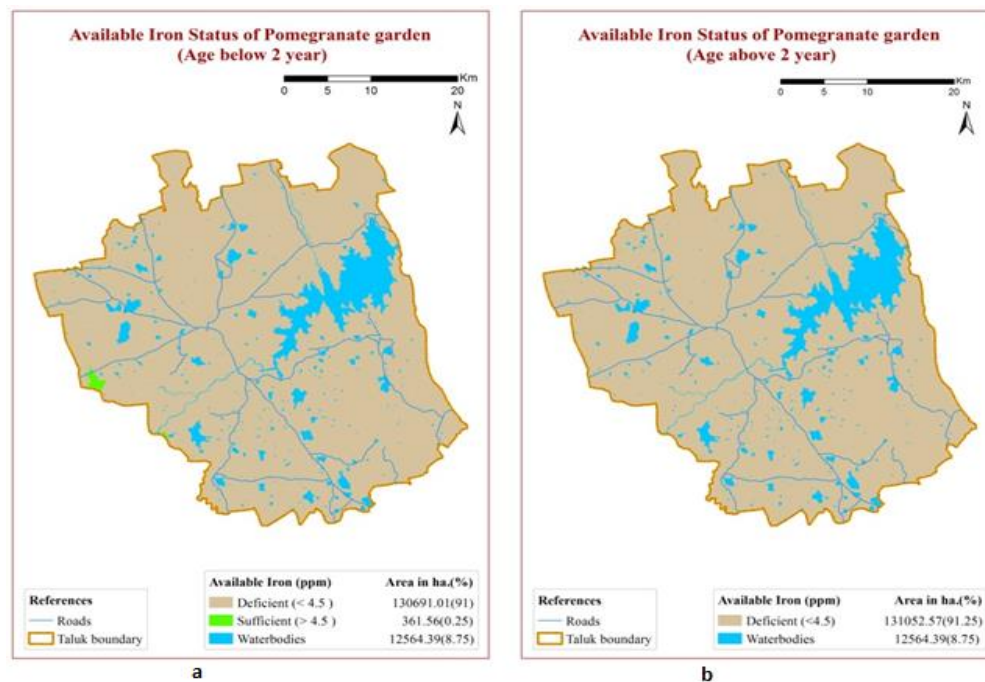 Available Iron Status of Pomegranate garden
(Age below 2 year)
Km
0 5 10 20
N
References
Roads
Taluk boundary
Available Iron (ppm) Area in ha.(%)
Deficient (< 4.5 ) 130691.01(91)
Sufficient (> 4.5 ) 361.56(0.25)
Waterbodies 12564.39(8.75)
a
Available Iron Status of Pomegranate garden
(Age above 2 year)
Km
0 5 10 20
N
References
Roads
Taluk boundary
Available Iron (ppm) Area in ha.(%)
Deficient (<4.5) 131052.57(91.25)
Waterbodies 12564.39(8.75)
b